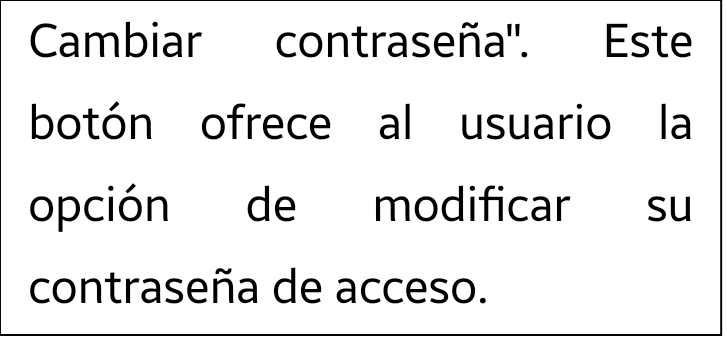 Cambiar contraseña". Este
botón ofrece al usuario la
opción de modificar su
contraseña de acceso.